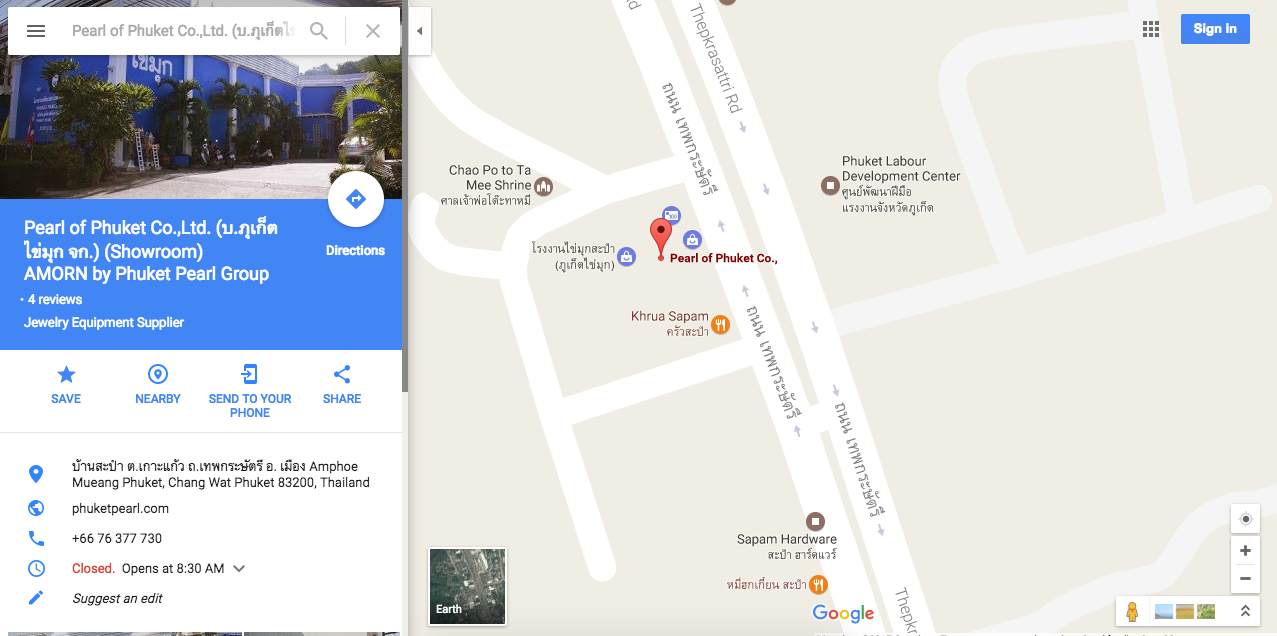 Pearl of Phuket Co.,Ltd. (บ.ภูเก็ตไข่
Sign in
ไข่มุก
Pearl of Phuket Co.,Ltd. (บ.ภูเก็ต
ไข่มุก จก.) (Showroom)
AMORN by Phuket Pearl Group
· 4 reviews
Jewelry Equipment Supplier
Directions
SAVE
NEARBY
SEND TO YOUR
PHONE
SHARE
บ้านสะปำ ต.เกาะแก้ว ถ.เทพกระษัตรี อ. เมือง Amphoe
Mueang Phuket, Chang Wat Phuket 83200, Thailand
phuketpearl.com
+66 76 377 730
Closed. Opens at 8:30 AM
Suggest an edit
Rd
Thepkrasattri Rd
ถนน เทพกระษัตรี
Chao Po to Ta
Mee Shrine
ศาลเจ้าพ่อโต๊ะทาหมี
Phuket Labour
Development Center
ศูนย์พัฒนาฝีมือ
แรงงานจังหวัดภูเก็ต
โรงงานไข่มุกสะปำ
(ภูเก็ตไข่มุก)
Pearl of Phuket Co.,
Khrua Sapam
ครัวสะปำ
ถนน เทพกระษัตรี
ถนน เทพกระษัตรี
Sapam Hardware
สะปำ ฮาร์ดแวร์
หมี่ฮกเกี้ยน สะปำ
Thepkra
Earth
Google